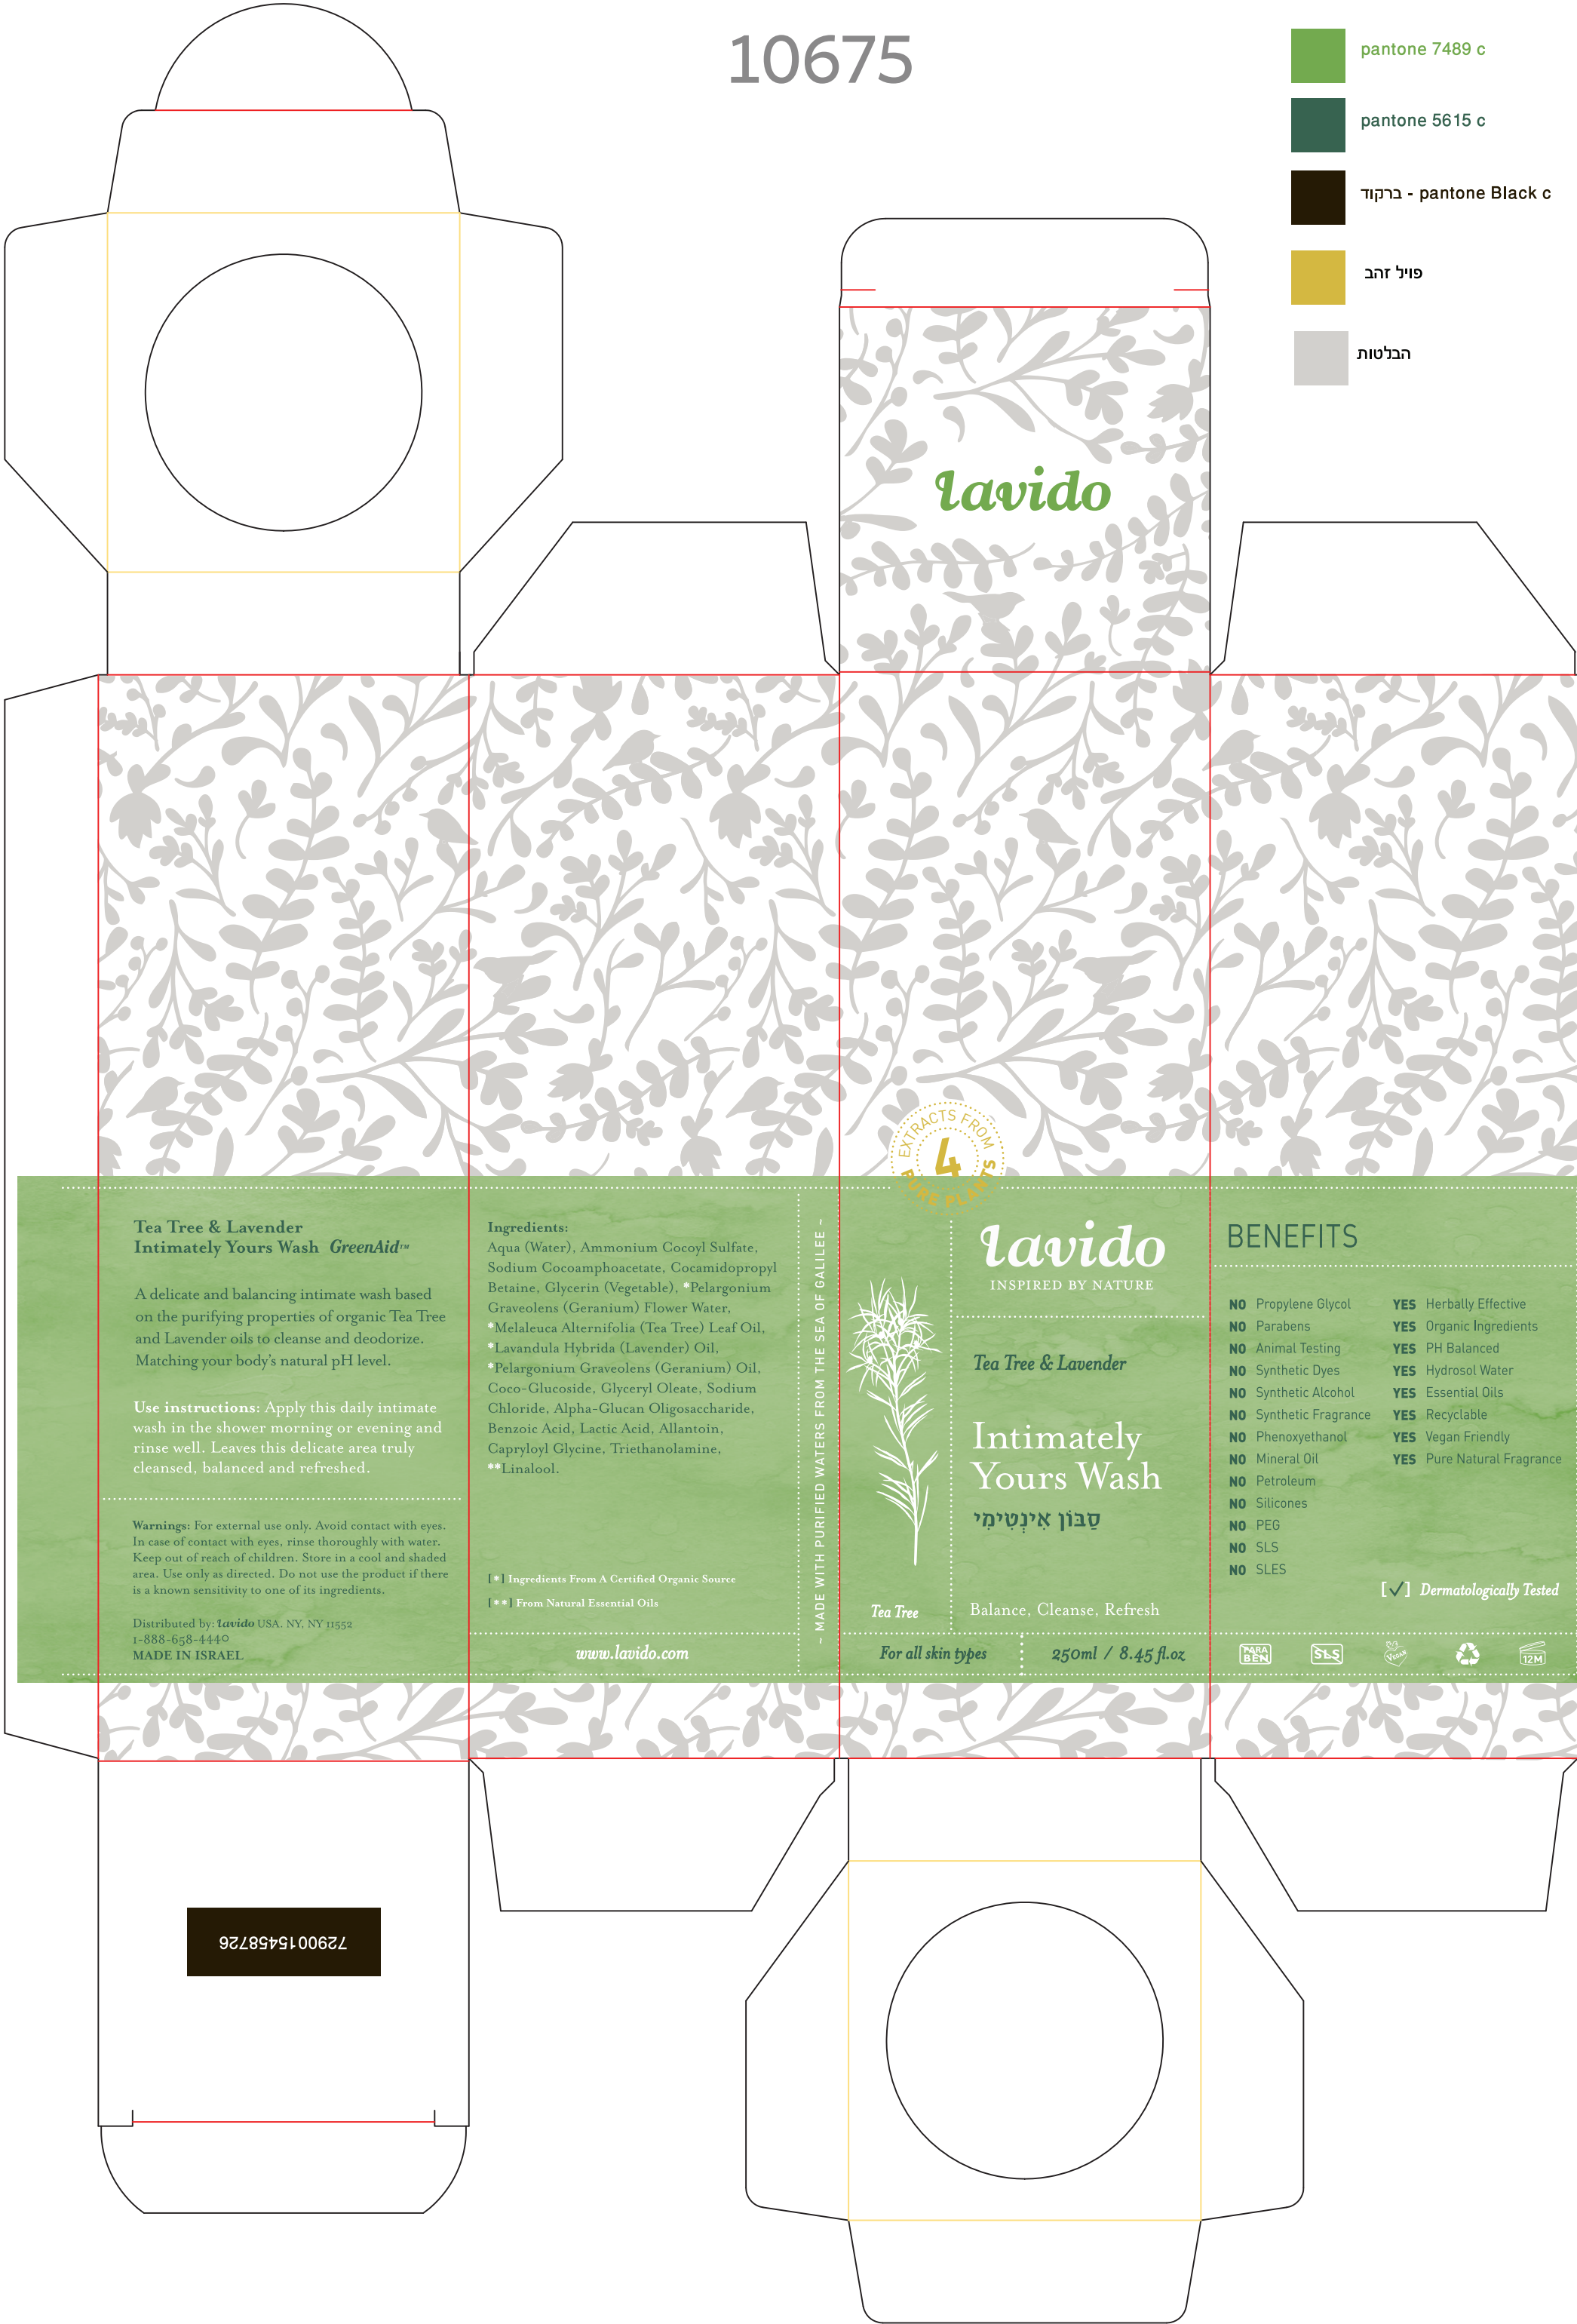 10675
pantone 7489 c
pantone 5615 c
ברקוד - pantone Black c
פויל זהב
הבלטות
lavido
EXTRACTS FROM
4
PURE PLANTS
Tea Tree & Lavender
Intimately Yours Wash GreenAid™
A delicate and balancing intimate wash based
on the purifying properties of organic Tea Tree
and Lavender oils to cleanse and deodorize.
Matching your body's natural pH level.
Use instructions: Apply this daily intimate
wash in the shower morning or evening and
rinse well. Leaves this delicate area truly
cleansed, balanced and refreshed.
Warnings: For external use only. Avoid contact with eyes.
In case of contact with eyes, rinse thoroughly with water.
Keep out of reach of children. Store in a cool and shaded
area. Use only as directed. Do not use the product if there
is a known sensitivity to one of its ingredients.
Distributed by: lavido USA. NY, NY 11552
1-888-658-4440
MADE IN ISRAEL
Ingredients:
Aqua (Water), Ammonium Cocoyl Sulfate,
Sodium Cocoamphoacetate, Cocamidopropyl
Betaine, Glycerin (Vegetable), *Pelargonium
Graveolens (Geranium) Flower Water,
*Melaleuca Alternifolia (Tea Tree) Leaf Oil,
*Lavandula Hybrida (Lavender) Oil,
*Pelargonium Graveolens (Geranium) Oil,
Coco-Glucoside, Glyceryl Oleate, Sodium
Chloride, Alpha-Glucan Oligosaccharide,
Benzoic Acid, Lactic Acid, Allantoin,
Capryloyl Glycine, Triethanolamine,
**Linalool.
[*] Ingredients From A Certified Organic Source
[**] From Natural Essential Oils
www.lavido.com
~ MADE WITH PURIFIED WATERS FROM THE SEA OF GALILEE ~
lavido
INSPIRED BY NATURE
Tea Tree & Lavender
Intimately
Yours Wash
סַבּוֹן אִינְטִימִי
Tea Tree
Balance, Cleanse, Refresh
For all skin types
250ml / 8.45 fl.oz
BENEFITS
NO Propylene Glycol
NO Parabens
NO Animal Testing
NO Synthetic Dyes
NO Synthetic Alcohol
NO Synthetic Fragrance
NO Phenoxyethanol
NO Mineral Oil
NO Petroleum
NO Silicones
NO PEG
NO SLS
NO SLES
YES Herbally Effective
YES Organic Ingredients
YES PH Balanced
YES Hydrosol Water
YES Essential Oils
YES Recyclable
YES Vegan Friendly
YES Pure Natural Fragrance
[✓] Dermatologically Tested
PARA
BEN
SLS
VEGAN
12M
7290015458726